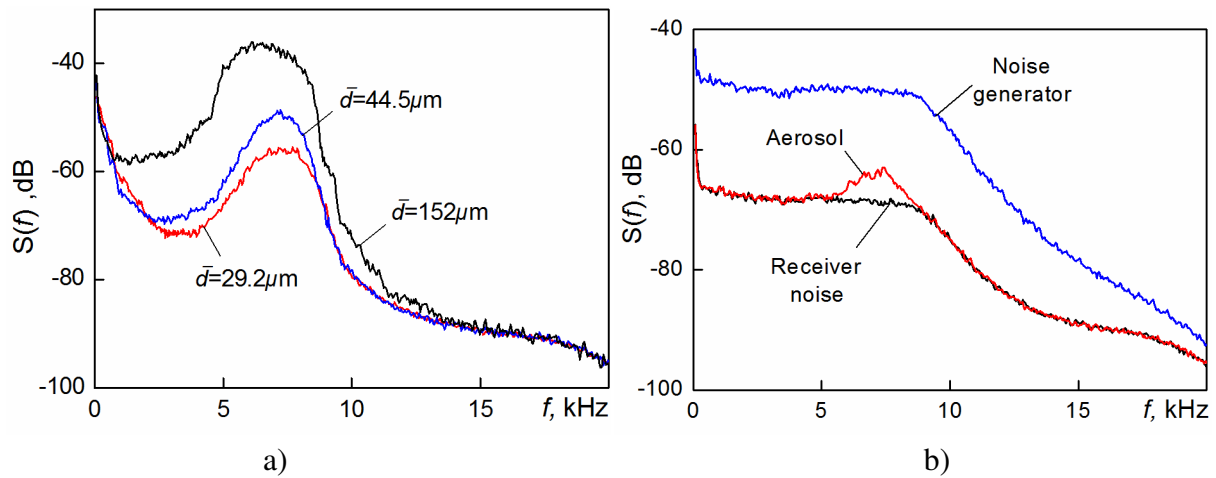 S(f) ,dB
-40
-60
-80
-100
0
5
10
15
f, kHz
d̄=44.5µm
d̄=152µm
d̄=29.2µm
a)
S(f), dB
-40
-60
-80
-100
0
5
10
15
f, kHz
Noise
generator
Aerosol
Receiver
noise
b)